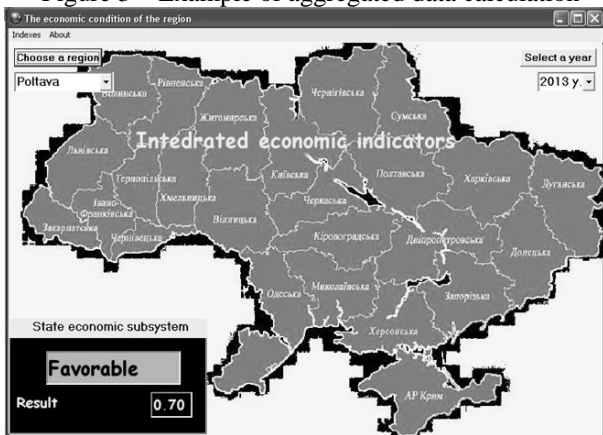 Figure 3 – Example of aggregated data calculation
The economic condition of the region
Indexes About
Choose a region
Select a year
Poltava
2013 y.
Волинська
Рівненська
Житомирська
Чернігівська
Сумська
Intedrated economic indicators
Львівська
Тернопільська
Хмельницька
Київська
Полтавська
Харківська
Луганська
Івано-
Франківська
Закарпатська
Чернівецька
Вінницька
Черкаська
Кіровоградська
Дніпропетровська
Донецька
Одеська
Миколаївська
Запорізька
Херсонська
АР Крим
State economic subsystem
Favorable
Result 0.70